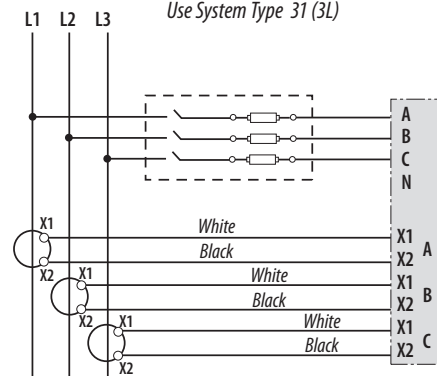 Use System Type 31 (3L)
L1 L2 L3
A
B
C
N
X1 White X1
A
X2 Black X2
X1 White X1
B
X2 Black X2
X1 White X1
C
X2 Black X2